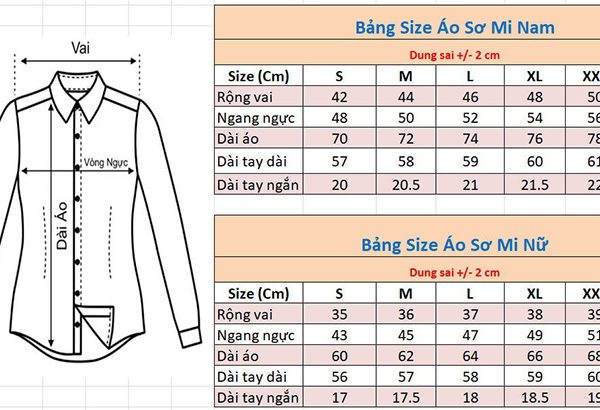 Vai
Vòng Ngực
Dài Áo
Bảng Size Áo Sơ Mi Nam
Dung sai +/- 2 cm
Size (Cm) S M L XL XX
Rộng vai 42 44 46 48 50
Ngang ngực 48 50 52 54 56
Dài áo 70 72 74 76 78
Dài tay dài 57 58 59 60 61
Dài tay ngắn 20 20.5 21 21.5 22
Bảng Size Áo Sơ Mi Nữ
Dung sai +/- 2 cm
Size (Cm) S M L XL XX
Rộng vai 35 36 37 38 39
Ngang ngực 43 45 47 49 51
Dài áo 60 62 64 66 68
Dài tay dài 56 57 58 59 60
Dài tay ngắn 17 17.5 18 18.5 19